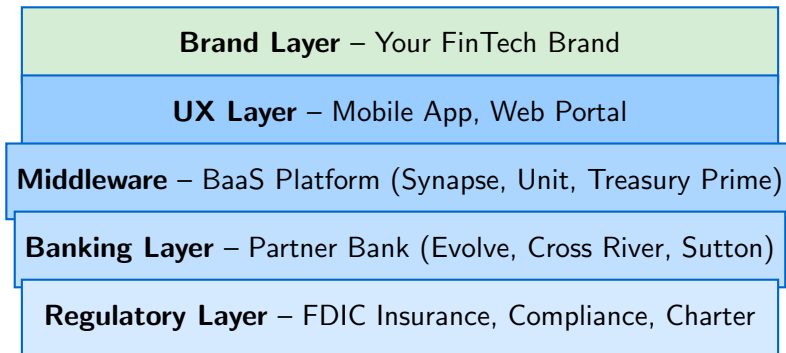 Brand Layer – Your FinTech Brand
UX Layer – Mobile App, Web Portal
Middleware – BaaS Platform (Synapse, Unit, Treasury Prime)
Banking Layer – Partner Bank (Evolve, Cross River, Sutton)
Regulatory Layer – FDIC Insurance, Compliance, Charter